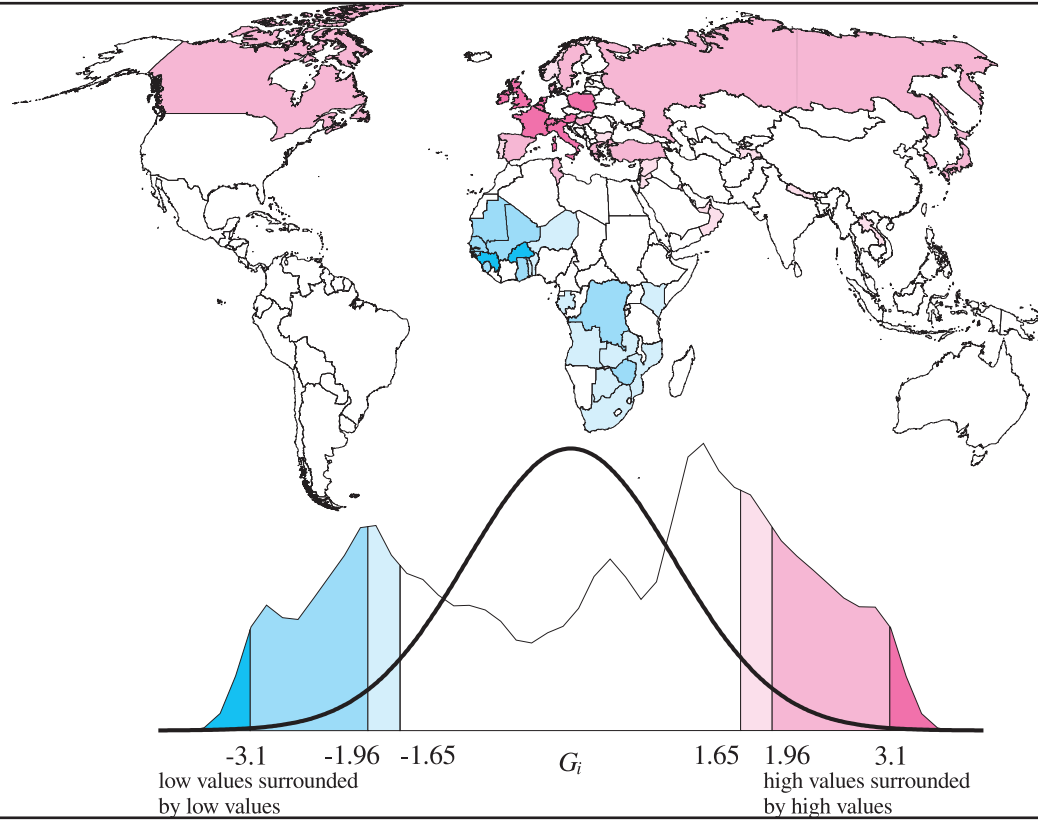 -3.1 -1.96 -1.65 Gi 1.65 1.96 3.1
low values surrounded high values surrounded
by low values by high values